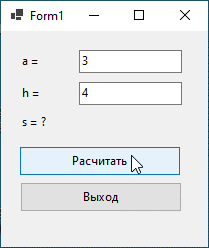 Form1
a = 3
h = 4
s = ?
Расчитать
Выход